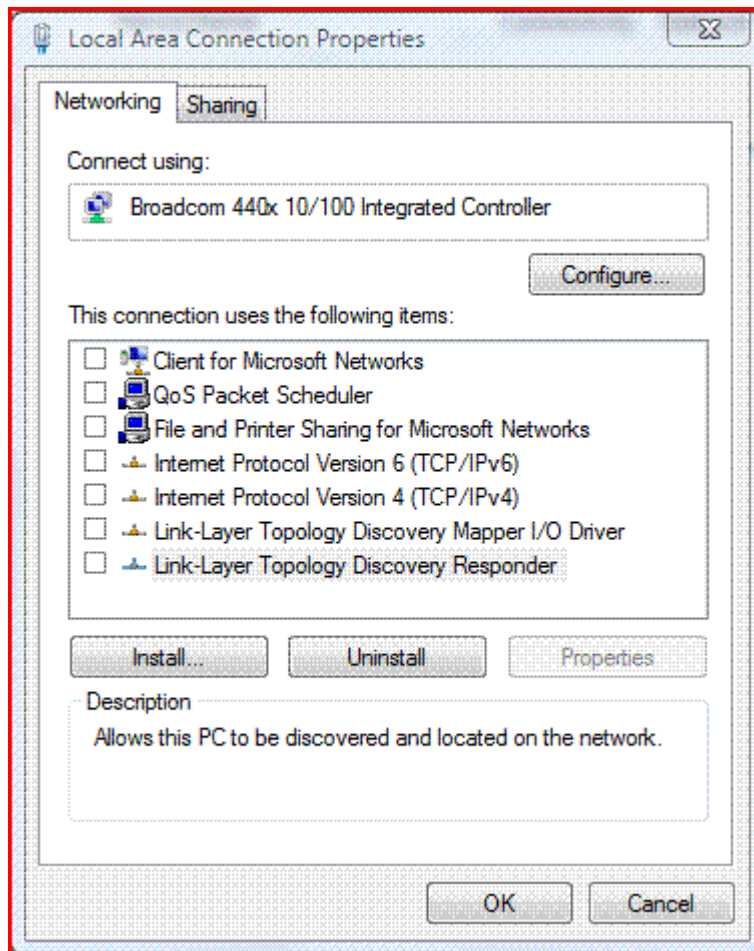 Local Area Connection Properties
Networking
Sharing
Connect using:
Broadcom 440x 10/100 Integrated Controller
Configure...
This connection uses the following items:
Client for Microsoft Networks
QoS Packet Scheduler
File and Printer Sharing for Microsoft Networks
Internet Protocol Version 6 (TCP/IPv6)
Internet Protocol Version 4 (TCP/IPv4)
Link-Layer Topology Discovery Mapper I/O Driver
Link-Layer Topology Discovery Responder
Install...
Uninstall
Properties
Description
Allows this PC to be discovered and located on the network.
OK
Cancel